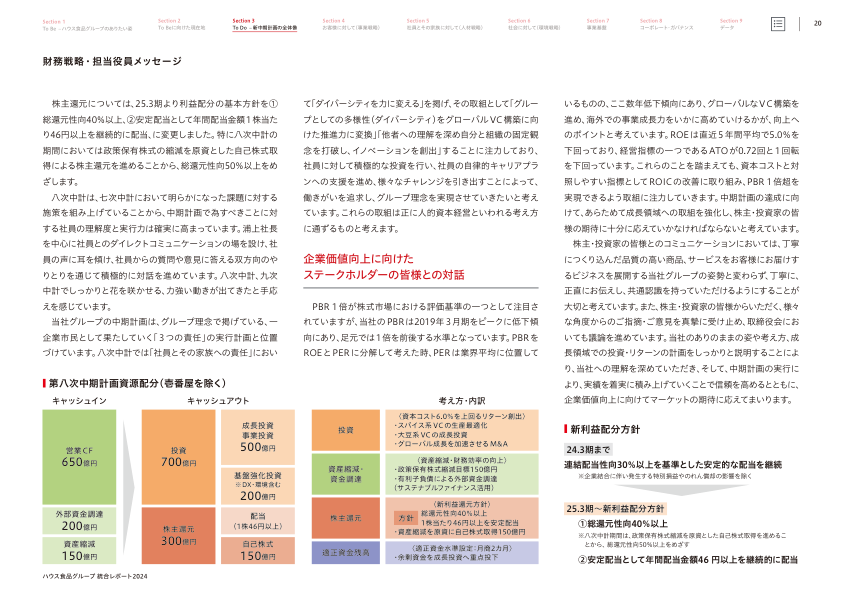 Section 1
To Be －ハウス食品グループのありたい姿
Section 2
To Beに向けた現在地
Section 3
To Do－新中期計画の全体像
Section 4
お客様に対して(事業戦略)
Section 5
社員とその家族に対して(人材戦略)
Section 6
社会に対して(環境戦略)
Section 7
事業基盤
Section 8
コーポレート・ガバナンス
Section 9
データ
20
財務戦略・担当役員メッセージ
株主還元については、25.3期より利益配分の基本方針を①
総還元性向40%以上、②安定配当として年間配当金額1株当た
り46円以上を継続的に配当、に変更しました。特に八次中計の
期間においては政策保有株式の縮減を原資とした自己株式取
得による株主還元を進めることから、総還元性向50%以上をめ
ざします。
八次中計は、七次中計において明らかになった課題に対する
施策を組み上げていることから、中期計画で為すべきことに対
する社員の理解度と実行力は確実に高まっています。浦上社長
を中心に社員とのダイレクトコミュニケーションの場を設け、社
員の声に耳を傾け、社員からの質問や意見に答える双方向のや
りとりを通じて積極的に対話を進めています。八次中計、九次
中計でしっかりと花を咲かせる、力強い動きが出てきたと手応
えを感じています。
当社グループの中期計画は、グループ理念で掲げている、一
企業市民として果たしていく「３つの責任」の実行計画と位置
づけています。八次中計では「社員とその家族への責任」におい
て「ダイバーシティを力に変える」を掲げ、その取組として「グルー
プとしての多様性（ダイバーシティ）をグローバルＶＣ構築に向
けた推進力に変換」「他者への理解を深め自分と組織の固定観
念を打破し、イノベーションを創出」することに注力しており、
社員に対して積極的な投資を行い、社員の自律的キャリアプラ
ンへの支援を進め、様々なチャレンジを引き出すことによって、
働きがいを追求し、グループ理念を実現させていきたいと考え
ています。これらの取組は正に人的資本経営といわれる考え方
に通ずるものと考えます。
企業価値向上に向けた
ステークホルダーの皆様との対話
PBR１倍が株式市場における評価基準の一つとして注目さ
れていますが、当社のPBRは2019年３月期をピークに低下傾
向にあり、足元では１倍を前後する水準となっています。PBRを
ROEとPERに分解して考えた時、PERは業界平均に位置して
いるものの、ここ数年低下傾向にあり、グローバルなＶＣ構築を
進め、海外での事業成長力をいかに高めていけるかが、向上へ
のポイントと考えています。ROEは直近５年間平均で5.0%を
下回っており、経営指標の一つであるATOが0.72回と１回転
を下回っています。これらのことを踏まえても、資本コストと対
照しやすい指標としてROICの改善に取り組み、PBR１倍超を
実現できるよう取組に注力していきます。中期計画の達成に向
けて、あらためて成長領域への取組を強化し、株主・投資家の皆
様の期待に十分に応えていかなければならないと考えています。
株主・投資家の皆様とのコミュニケーションにおいては、丁寧
につくり込んだ品質の高い商品、サービスをお客様にお届けす
るビジネスを展開する当社グループの姿勢と変わらず、丁寧に、
正直にお伝えし、共通認識を持っていただけるようにすることが
大切と考えています。また、株主・投資家の皆様からいただく、様々
な角度からのご指摘・ご意見を真摯に受け止め、取締役会にお
いても議論を進めています。当社のありのままの姿や考え方、成
長領域での投資・リターンの計画をしっかりと説明することによ
り、当社への理解を深めていただき、そして、中期計画の実行に
より、実績を着実に積み上げていくことで信頼を高めるとともに、
企業価値向上に向けてマーケットの期待に応えてまいります。
第八次中期計画資源配分（壱番屋を除く）
キャッシュイン
キャッシュアウト
考え方・内訳
営業CF
650億円
外部資金調達
200億円
資産縮減
150億円
投資
700億円
株主還元
300億円
成長投資
事業投資
500億円
基盤強化投資
※DX・環境含む
200億円
配当
（1株46円以上）
自己株式
150億円
投資
（資本コスト6.0%を上回るリターン創出）
・スパイス系ＶＣの生産最適化
・大豆系ＶＣの成長投資
・グローバル成長を加速させるＭ＆Ａ
資産縮減・
資金調達
（資産縮減・財務効率の向上）
・政策保有株式縮減目標150億円
・有利子負債による外部資金調達
（サステナブルファイナンス活用）
株主還元
方針
（新利益還元方針）
総還元性向40%以上
1株当たり46円以上を安定配当
・資産縮減を原資に自己株式取得150億円
適正資金残高
（適正資金水準設定：月商2カ月）
・余剰資金を成長投資へ重点投下
新利益配分方針
24.3期まで
連結配当性向30%以上を基準とした安定的な配当を継続
※企業結合に伴い発生する特別損益やのれん償却の影響を除く
25.3期～新利益配分方針
①総還元性向40%以上
※八次中計期間は、政策保有株式の縮減を原資とした自己株式取得を進めるこ
とから、総還元性向50%以上をめざす
②安定配当として年間配当金額46 円以上を継続的に配当
ハウス食品グループ 統合レポート2024